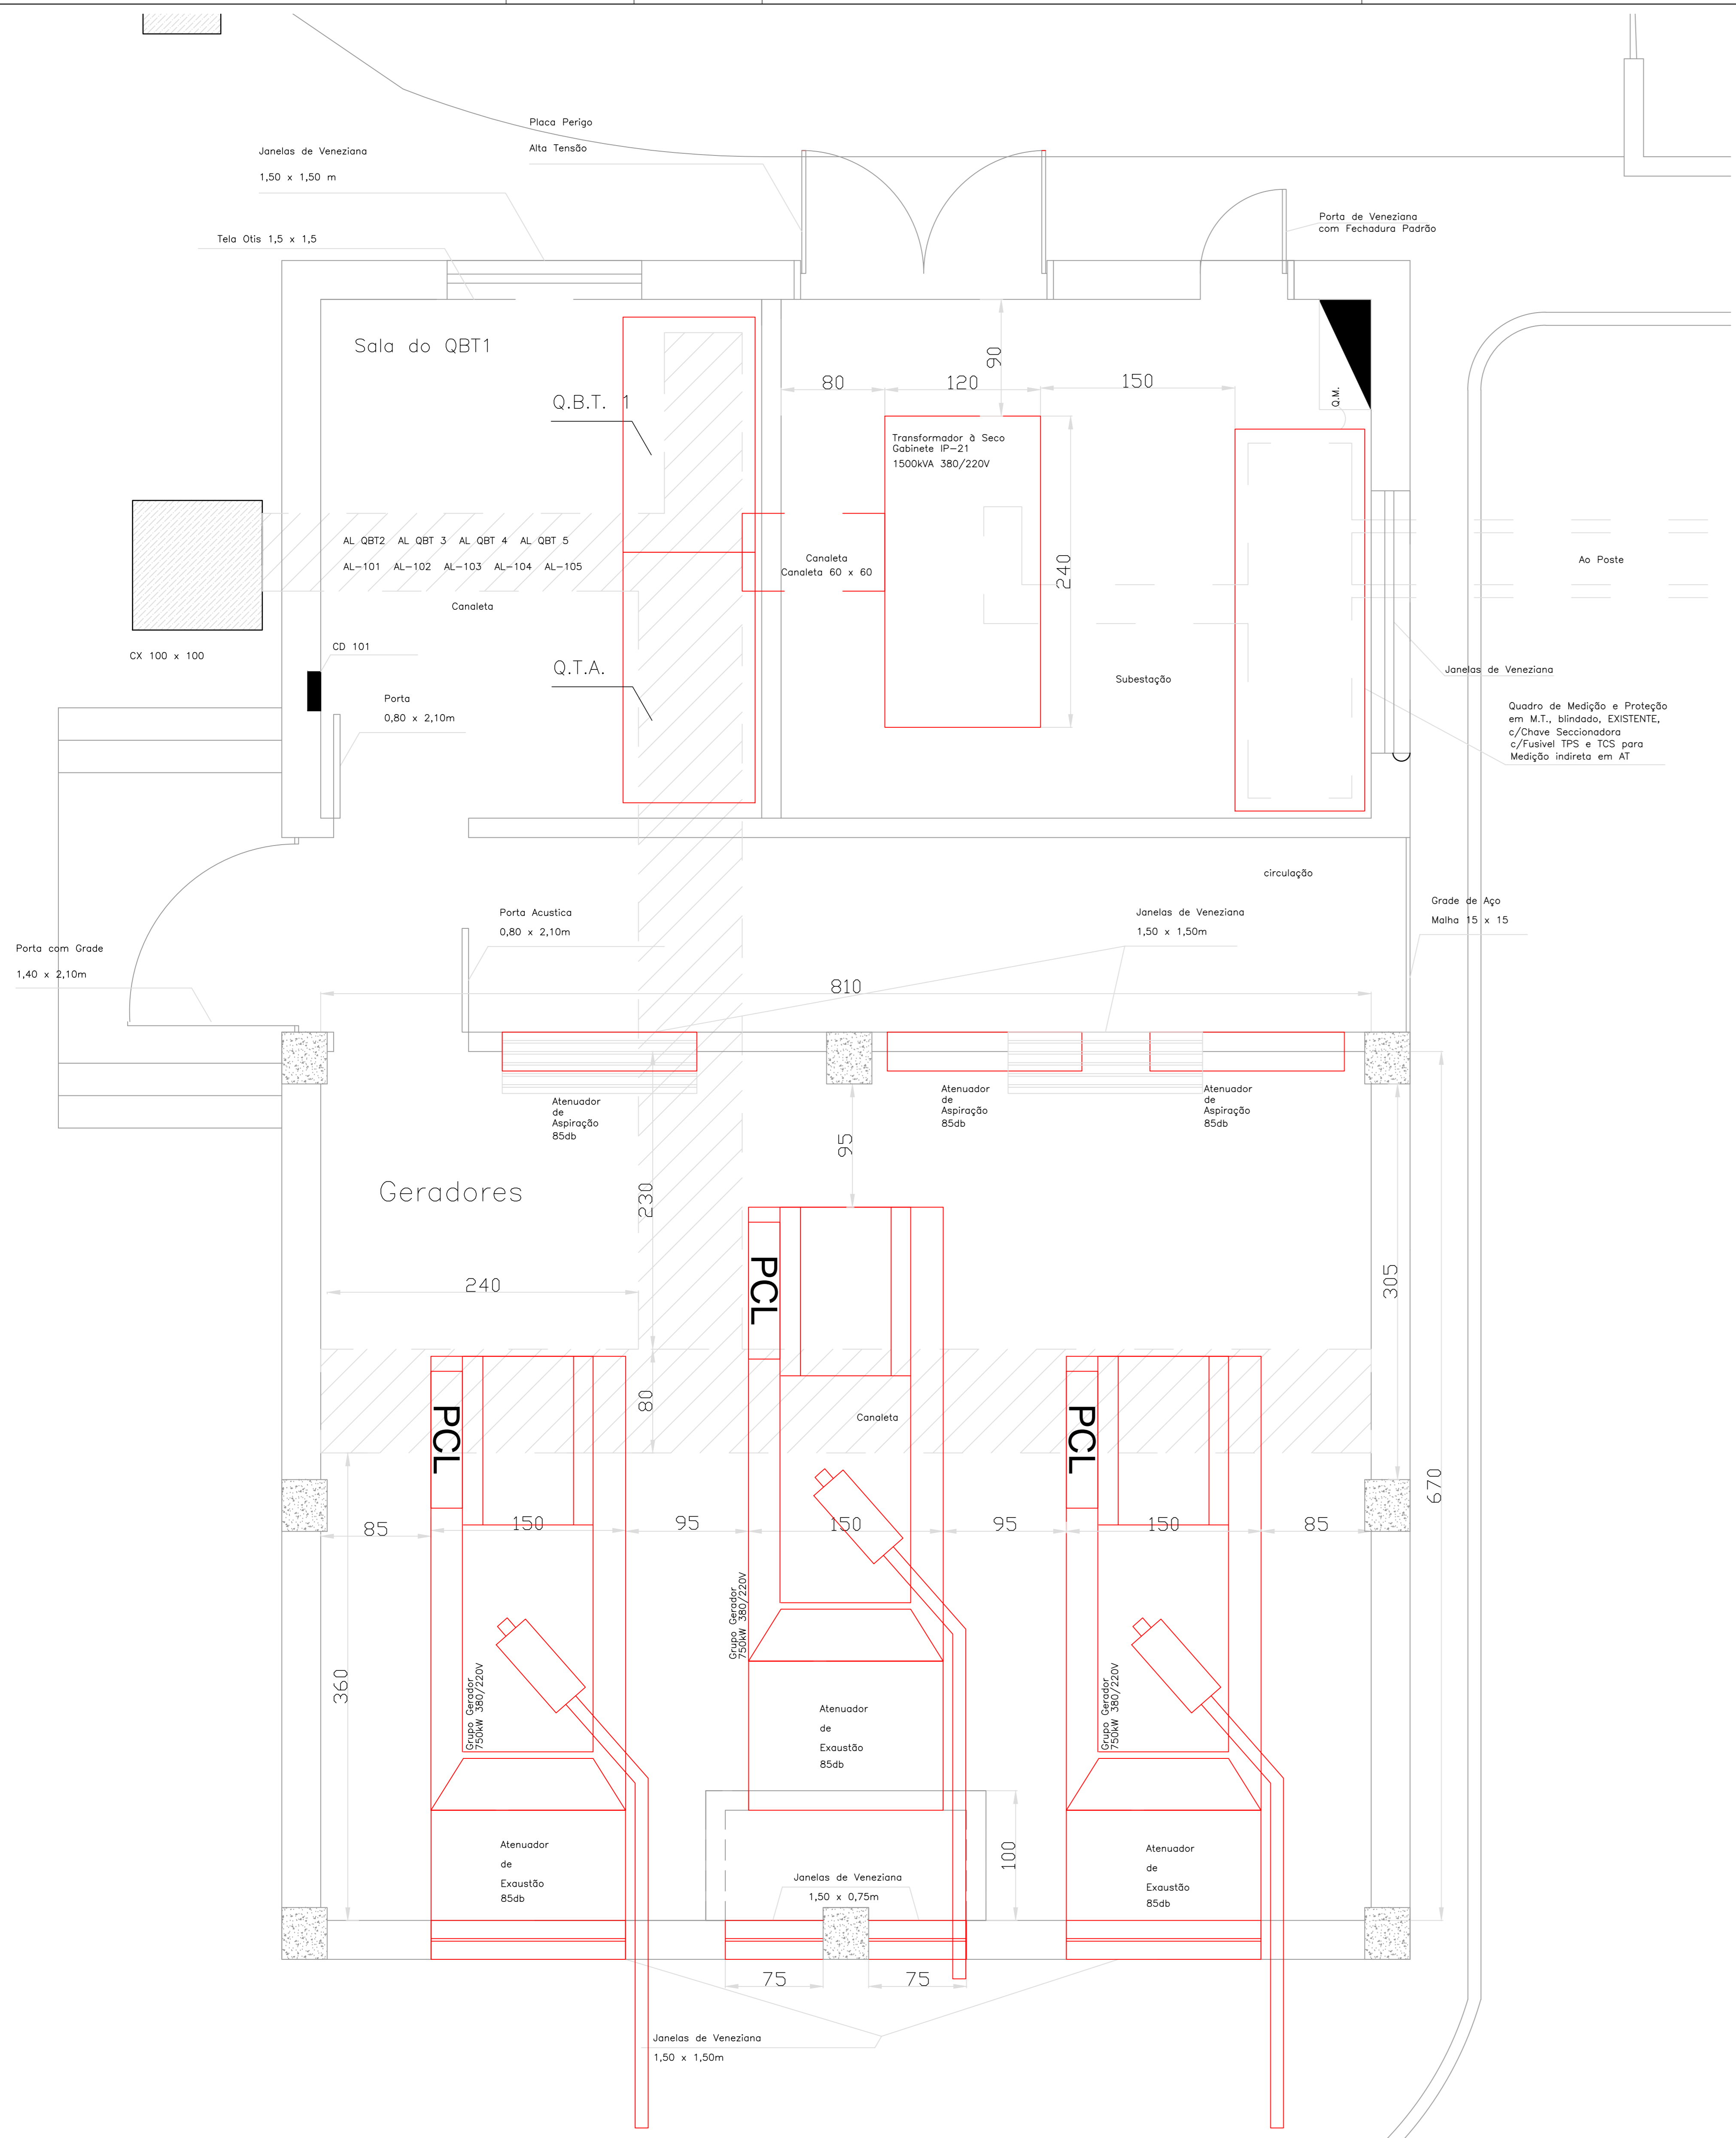 Placa Perigo
Alta Tensão
Janelas de Veneziana
1,50 x 1,50 m
Tela Otis 1,5 x 1,5
Porta de Veneziana
com Fechadura Padrão
Sala do QBT1
Q.B.T. 1
80
120
90
150
Q.M.
Transformador à Seco
Gabinete IP-21
1500kVA 380/220V
240
AL QBT2 AL QBT 3 AL QBT 4 AL QBT 5
AL-101 AL-102 AL-103 AL-104 AL-105
Canaleta
Canaleta
Canaleta 60 x 60
Ao Poste
CX 100 x 100
CD 101
Q.T.A.
Porta
0,80 x 2,10m
Subestação
Janelas de Veneziana
Quadro de Medição e Proteção
em M.T., blindado, EXISTENTE,
c/Chave Seccionadora
c/Fusivel TPS e TCS para
Medição indireta em AT
circulação
Porta com Grade
1,40 x 2,10m
Porta Acustica
0,80 x 2,10m
Janelas de Veneziana
1,50 x 1,50m
Grade de Aço
Malha 15 x 15
810
Atenuador
de
Aspiração
85db
Atenuador
de
Aspiração
85db
Atenuador
de
Aspiração
85db
95
Geradores
230
240
305
PCL
80
PCL
Canaleta
PCL
670
85
150
95
150
95
150
85
360
Grupo Gerador
750kW 380/220V
Grupo Gerador
750kW 380/220V
Grupo Gerador
750kW 380/220V
Atenuador
de
Exaustão
85db
Atenuador
de
Exaustão
85db
Atenuador
de
Exaustão
85db
100
Janelas de Veneziana
1,50 x 0,75m
75
75
Janelas de Veneziana
1,50 x 1,50m